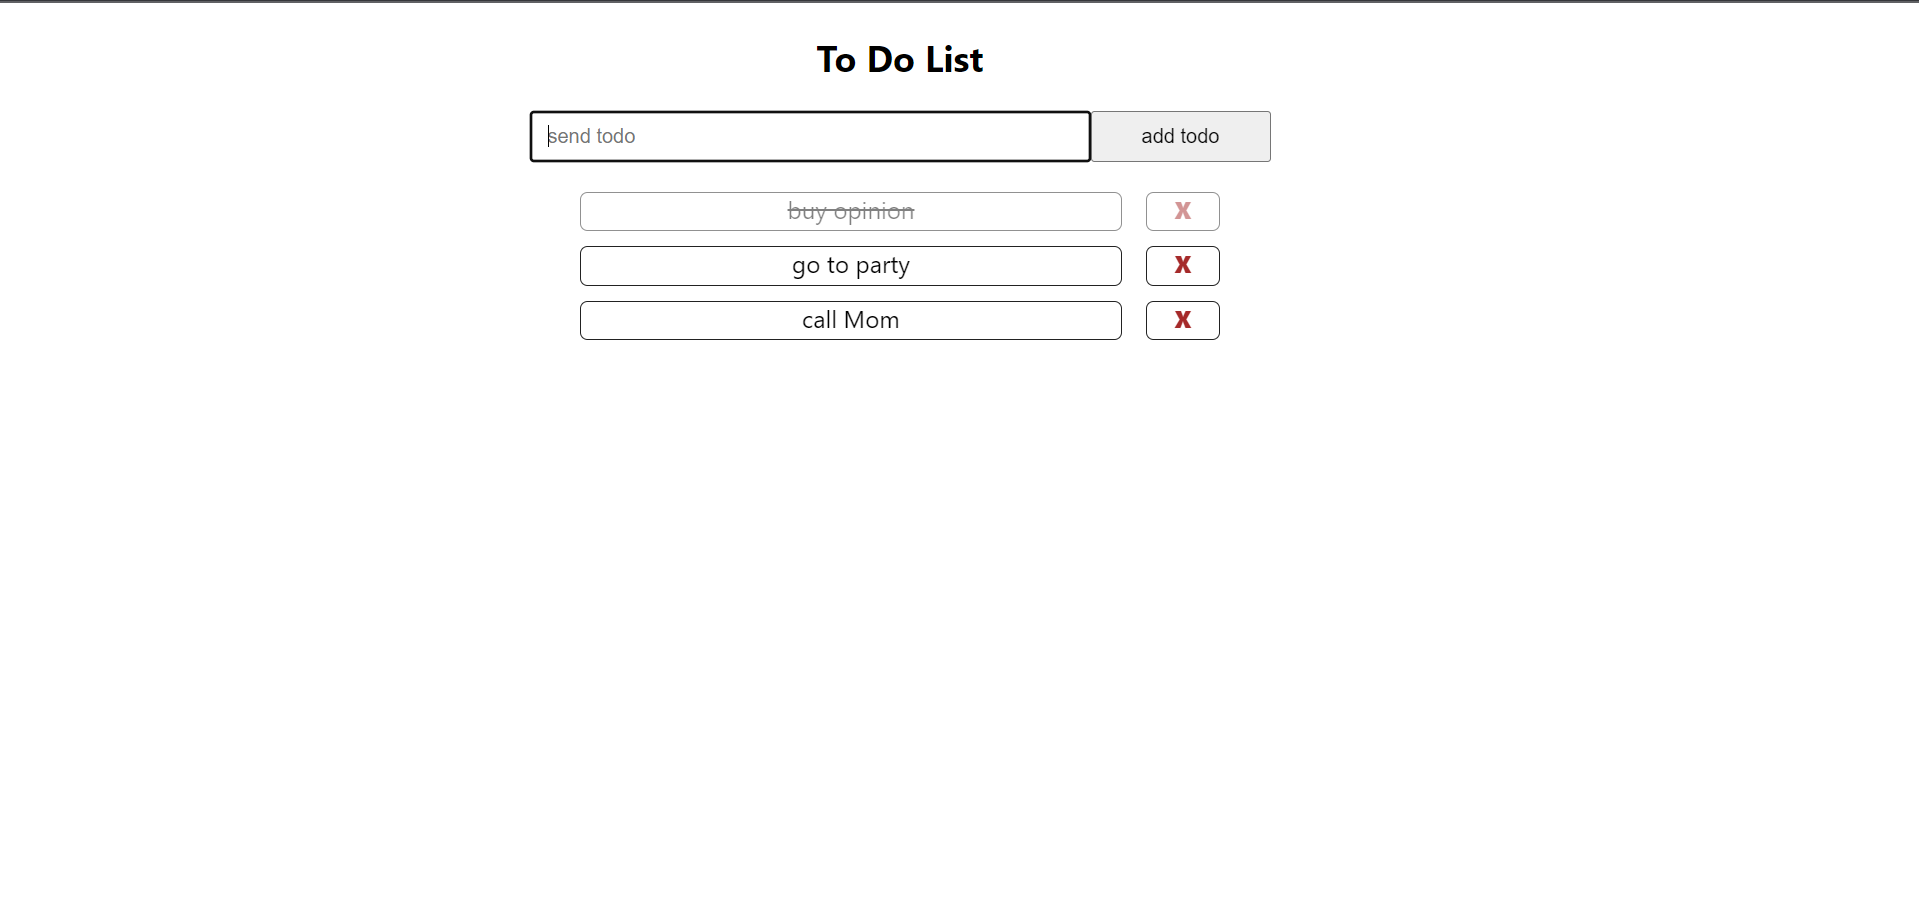 To Do List
send todo add todo
buy opinion X
go to party X
call Mom X